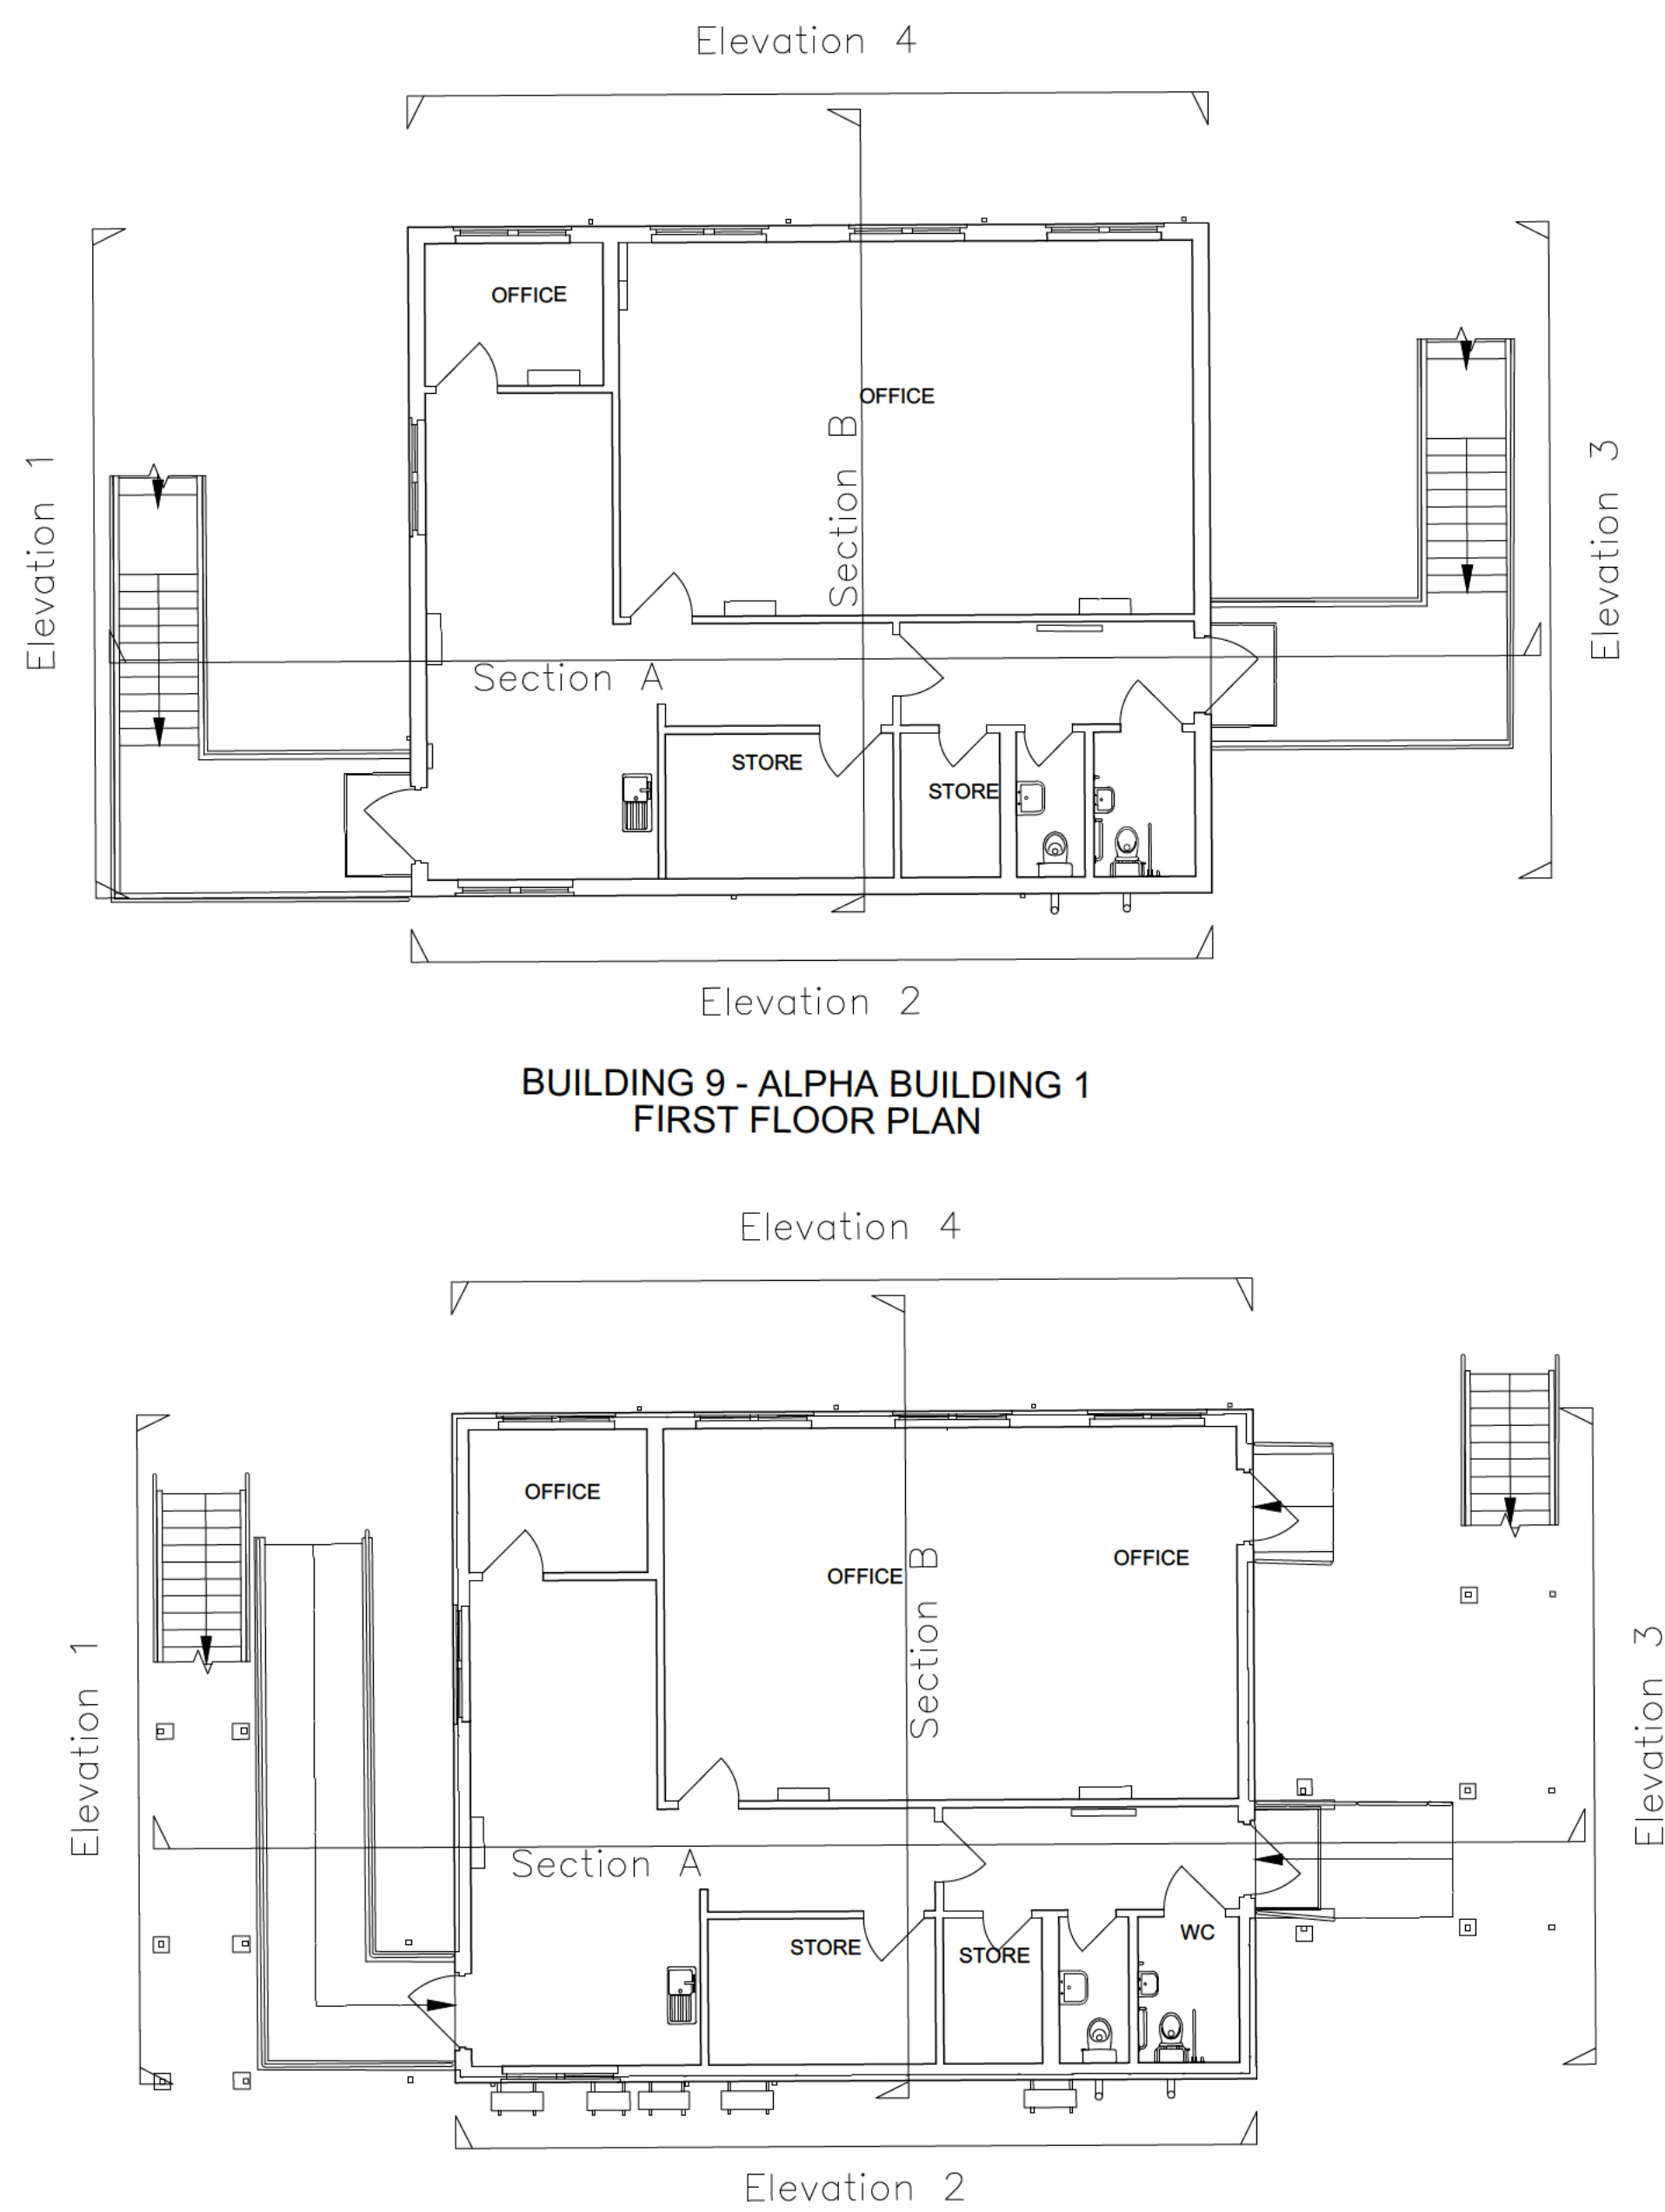 Elevation 4
OFFICE
OFFICE
Section B
Elevation 1
Elevation 3
Section A
STORE
STORE
Elevation 2
BUILDING 9 - ALPHA BUILDING 1
FIRST FLOOR PLAN
Elevation 4
OFFICE
OFFICE
OFFICE
Section B
Elevation 1
Elevation 3
Section A
STORE
STORE
WC
Elevation 2